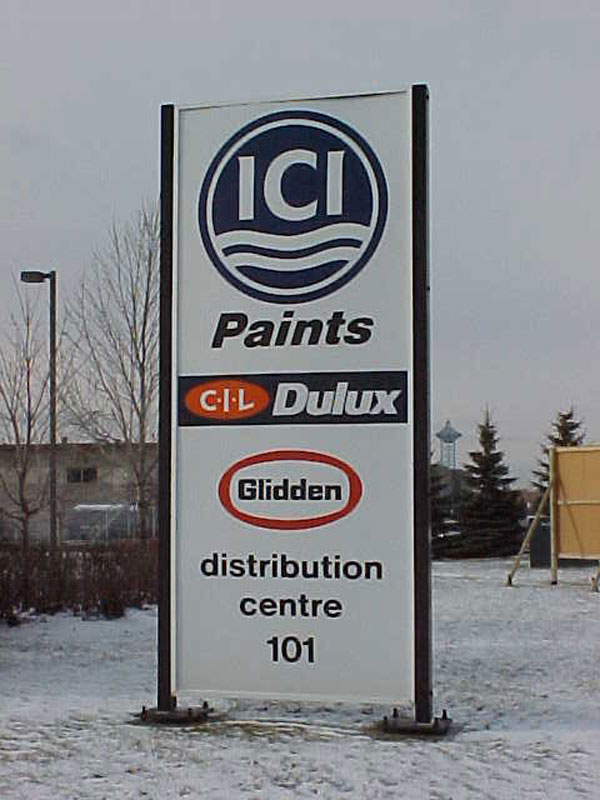 ICI
Paints
C·I·L Dulux
Glidden
distribution
centre
101